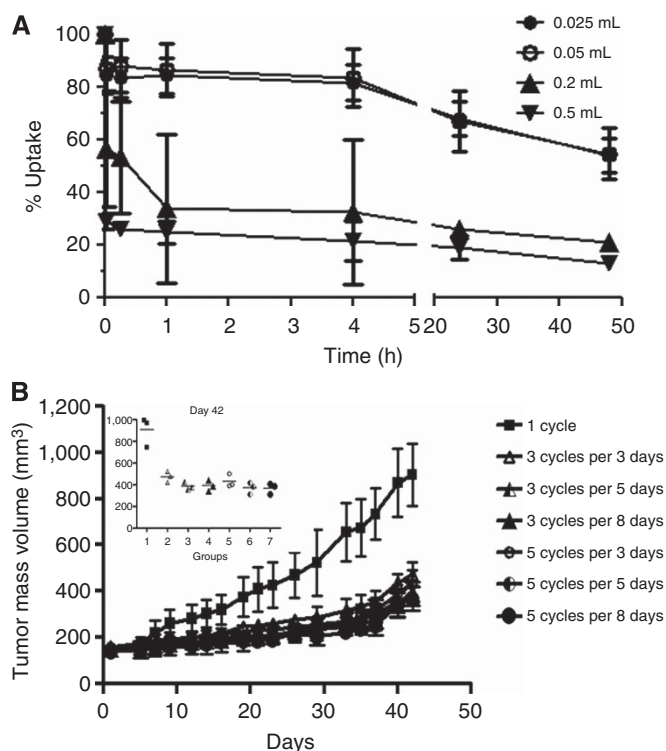 A
100
80
60
40
20
0
% Uptake
0 1 2 3 4 5 20 30 40 50
Time (h)
0.025 mL
0.05 mL
0.2 mL
0.5 mL
B
1,200
1,000
800
600
400
200
0
Tumor mass volume (mm³)
0 10 20 30 40 50
Days
Day 42
1,000
800
600
400
200
0
1 2 3 4 5 6 7
Groups
1 cycle
3 cycles per 3 days
3 cycles per 5 days
3 cycles per 8 days
5 cycles per 3 days
5 cycles per 5 days
5 cycles per 8 days